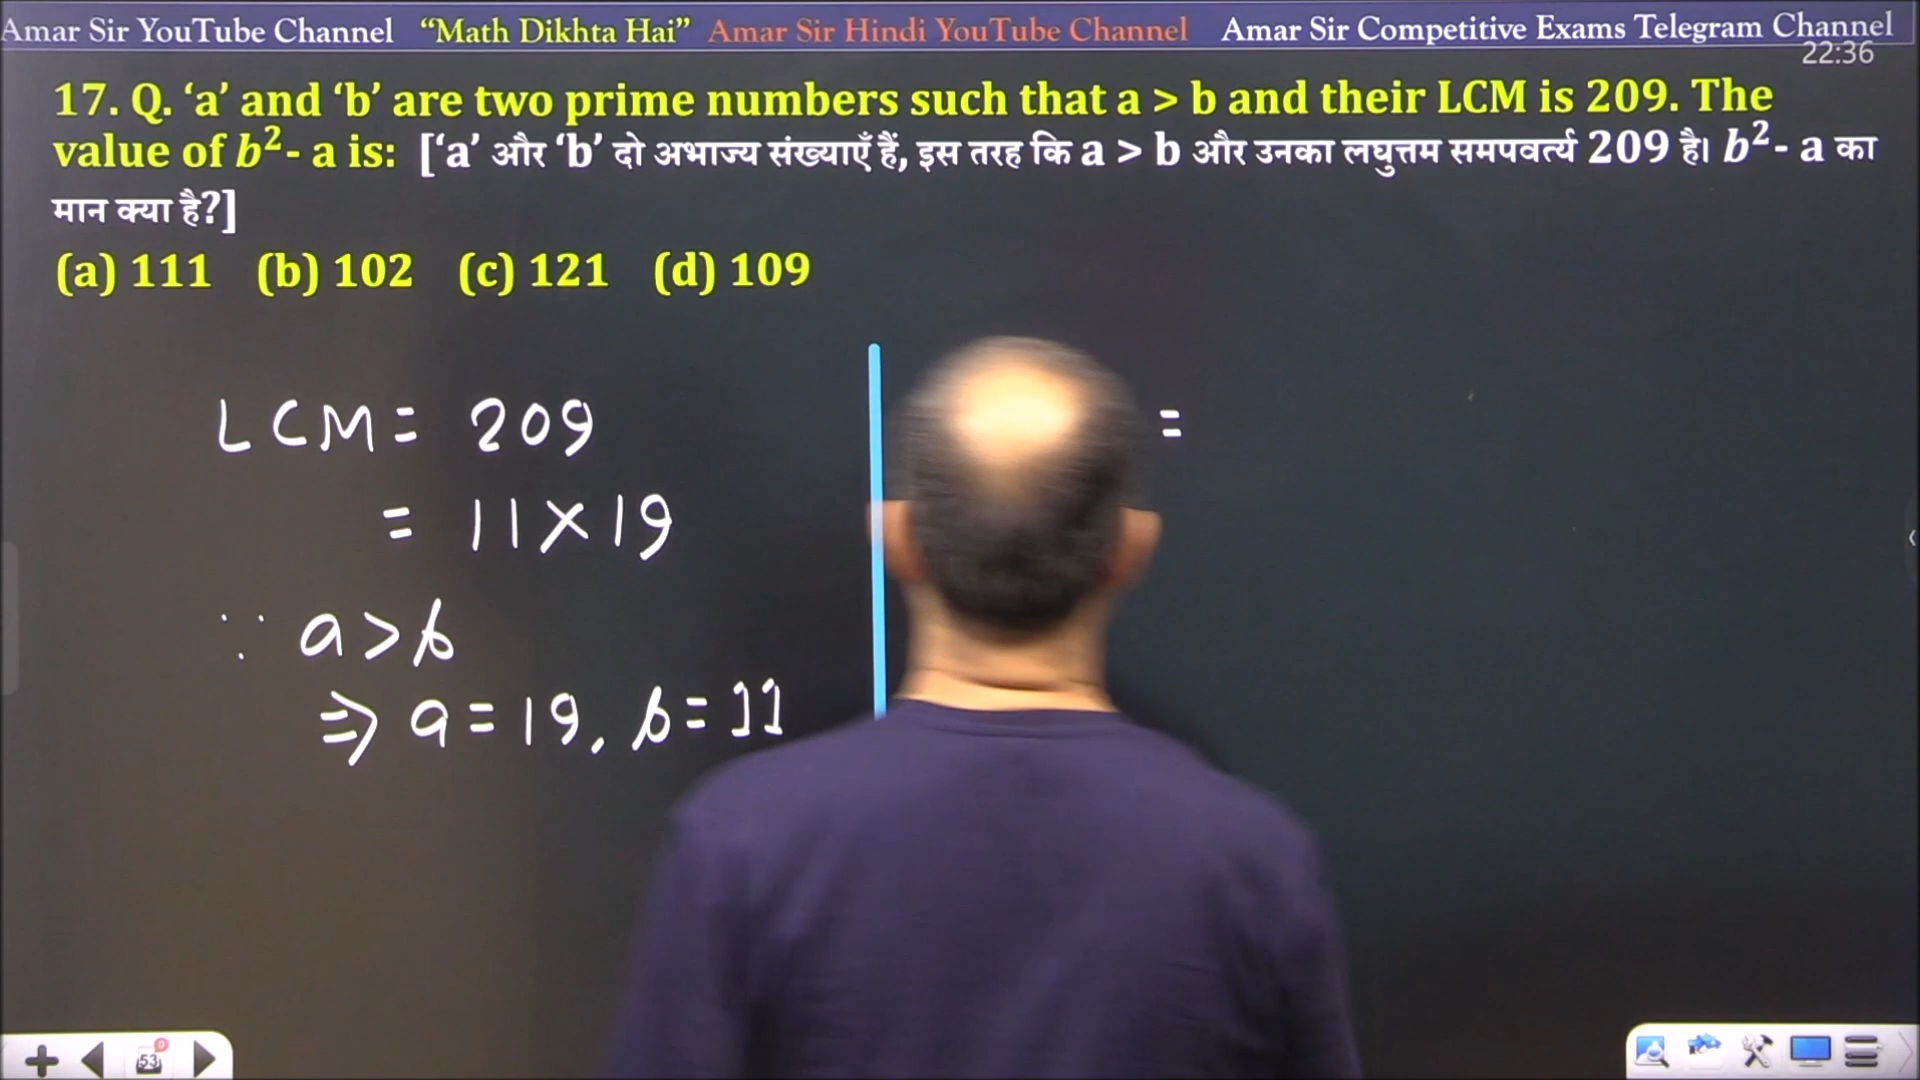 Amar Sir YouTube Channel “Math Dikhta Hai” Amar Sir Hindi YouTube Channel Amar Sir Competitive Exams Telegram Channel
22:36
17. Q. ‘a’ and ‘b’ are two prime numbers such that a > b and their LCM is 209. The
value of b²- a is: [‘a’ और ‘b’ दो अभाज्य संख्याएँ हैं, इस तरह कि a > b और उनका लघुत्तम समपवर्त्य 209 है। b²- a का
मान क्या है?]
(a) 111 (b) 102 (c) 121 (d) 109
LCM = 209
= 11×19
∵ a>b
⇒ a=19, b=11
=
53
0